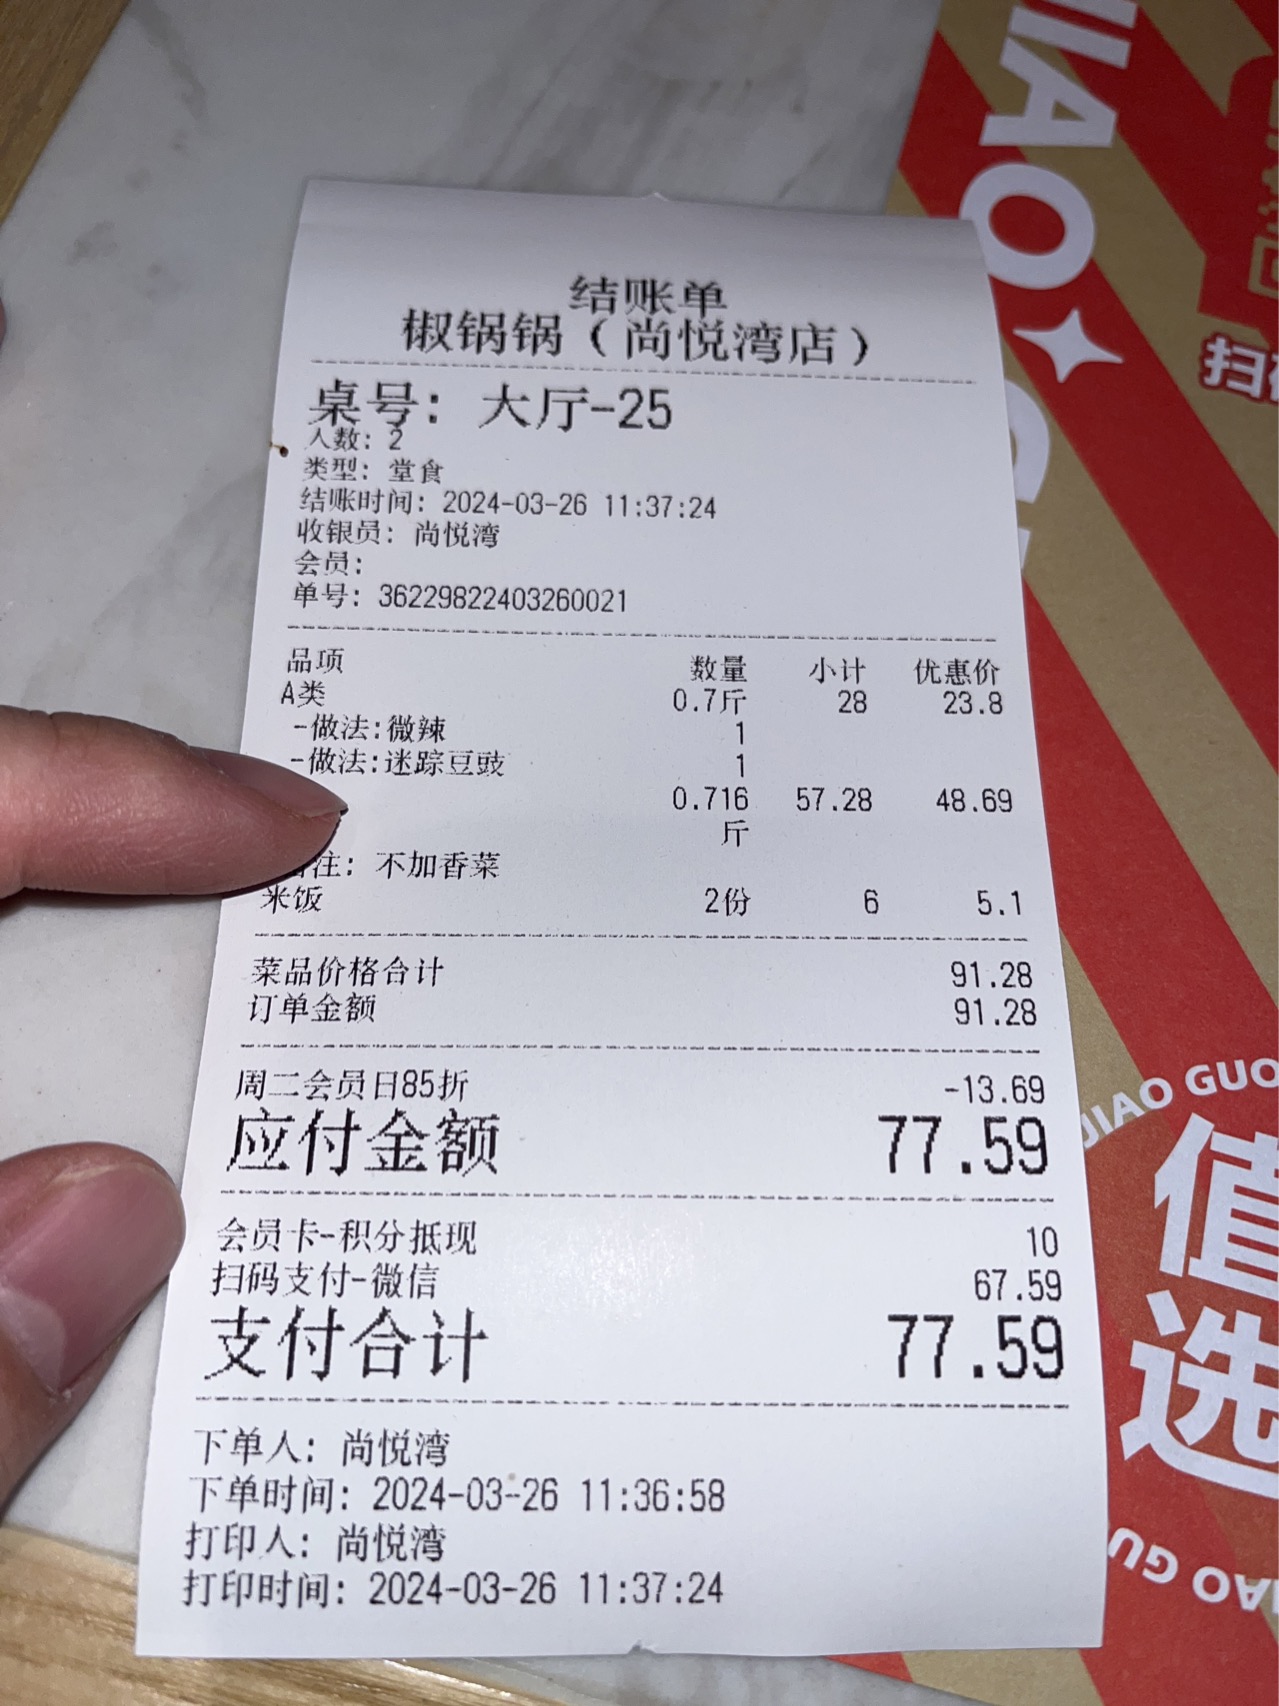 结账单
椒锅锅（尚悦湾店）
桌号：大厅-25
人数：2
类型：堂食
结账时间：2024-03-26 11:37:24
收银员：尚悦湾
会员：
单号：36229822403260021
品项 数量 小计 优惠价
A类 0.7斤 28 23.8
-做法:微辣 1
-做法:迷踪豆豉 1
0.716斤 57.28 48.69
注：不加香菜
米饭 2份 6 5.1
菜品价格合计 91.28
订单金额 91.28
周二会员日85折 -13.69
应付金额 77.59
会员卡-积分抵现 10
扫码支付-微信 67.59
支付合计 77.59
下单人：尚悦湾
下单时间：2024-03-26 11:36:58
打印人：尚悦湾
打印时间：2024-03-26 11:37:24
JIAO
扫
JIAO GUO
值
选